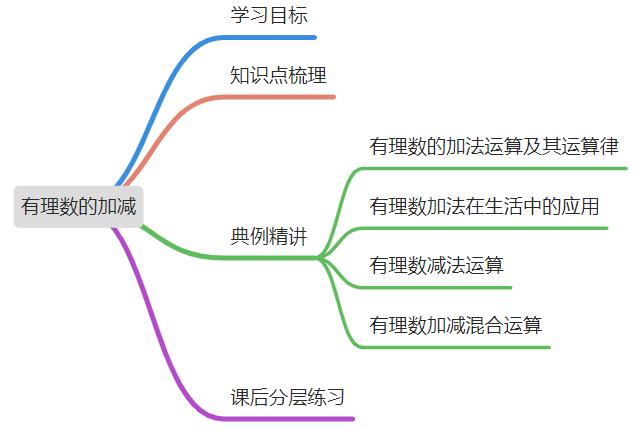 学习目标
知识点梳理
有理数的加减
典例精讲
有理数的加法运算及其运算律
有理数加法在生活中的应用
有理数减法运算
有理数加减混合运算
课后分层练习